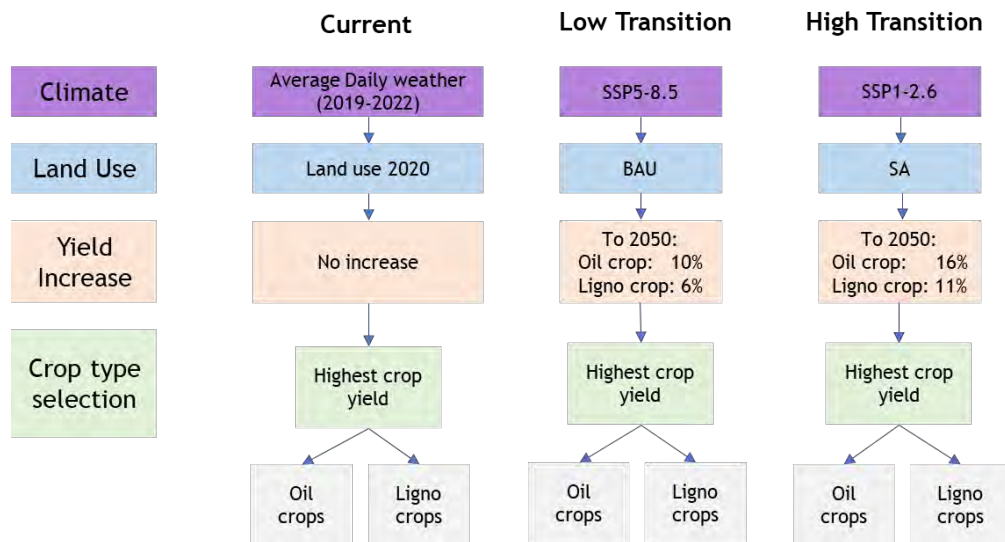 Current
Low Transition
High Transition
Climate
Average Daily weather
(2019-2022)
SSP5-8.5
SSP1-2.6
Land Use
Land use 2020
BAU
SA
Yield
Increase
No increase
To 2050:
Oil crop: 10%
Ligno crop: 6%
To 2050:
Oil crop: 16%
Ligno crop: 11%
Crop type
selection
Highest crop
yield
Highest crop
yield
Highest crop
yield
Oil
crops
Ligno
crops
Oil
crops
Ligno
crops
Oil
crops
Ligno
crops